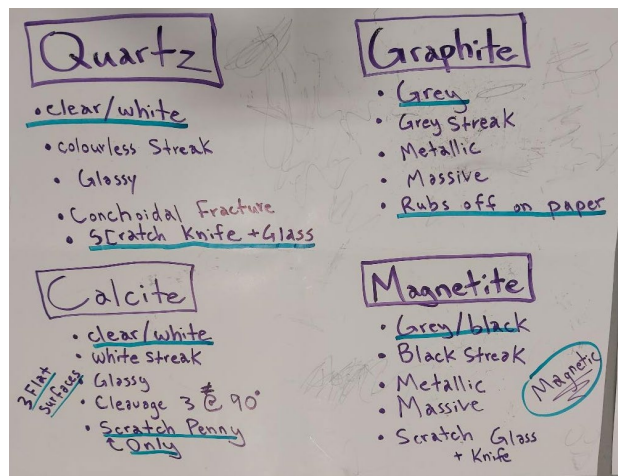 Quartz
• clear/white
• colourless Streak
• Glassy
• Conchoidal Fracture
• Scratch Knife + Glass
Graphite
• Grey
• Grey Streak
• Metallic
• Massive
• Rubs off on paper
Calcite
• clear/white
• white streak
• Glassy
• Cleavage 3 @ 90°
• Scratch Penny
↑ Only
3 Flat
Surfaces
Magnetite
• Grey/black
• Black Streak
• Metallic
• Massive
• Scratch Glass
+ Knife
Magnetic